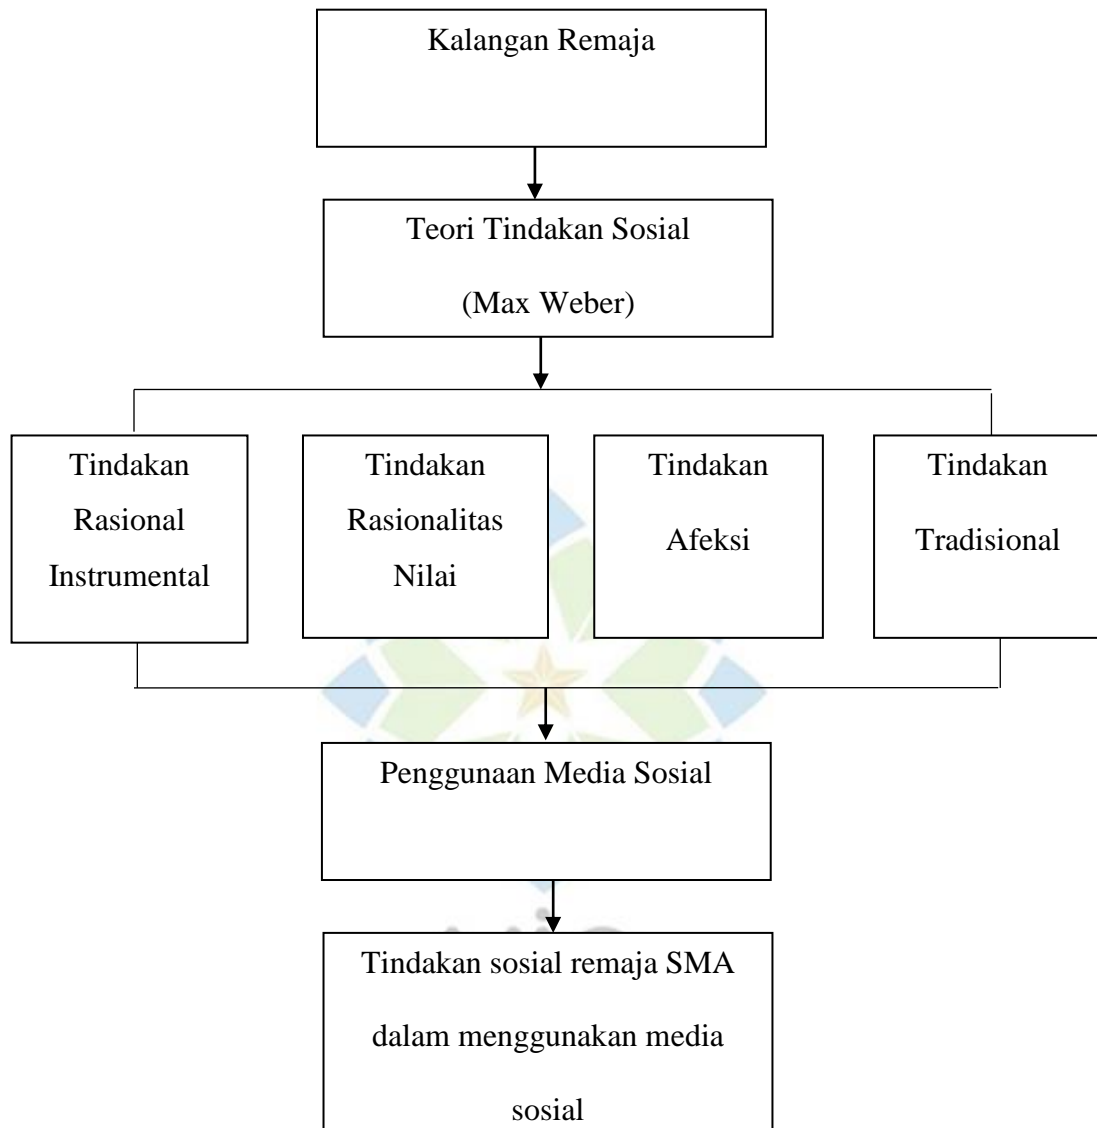 Kalangan Remaja
Teori Tindakan Sosial
(Max Weber)
Tindakan
Rasional
Instrumental
Tindakan
Rasionalitas
Nilai
Tindakan
Afeksi
Tindakan
Tradisional
Penggunaan Media Sosial
Tindakan sosial remaja SMA
dalam menggunakan media
sosial